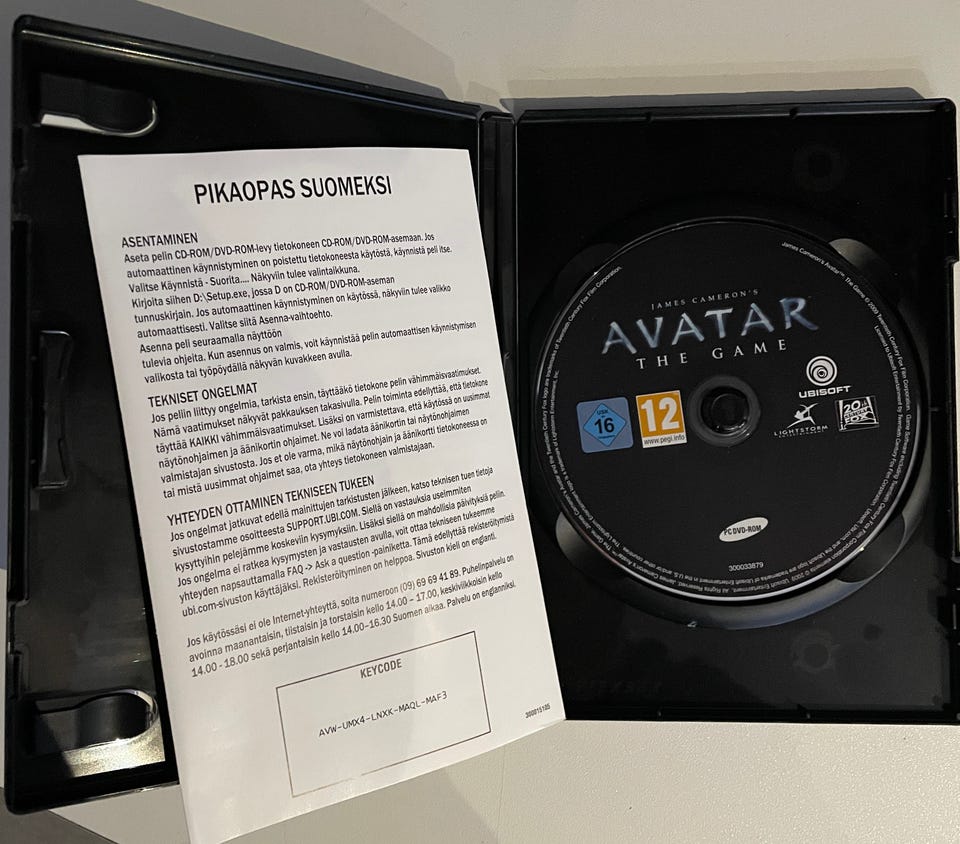 PIKAOPAS SUOMEKSI
ASENTAMINEN
Aseta pelin CD-ROM/DVD-ROM-levy tietokoneen CD-ROM/DVD-ROM-asemaan. Jos
automaattinen käynnistyminen on poistettu tietokoneesta käytöstä, käynnistä peli itse.
Valitse Käynnistä - Suorita.... Näkyviin tulee valintaikkuna.
Kirjoita siihen D:\Setup.exe, jossa D on CD-ROM/DVD-ROM-aseman
tunnuskirjain. Jos automaattinen käynnistyminen on käytössä, näkyviin tulee valikko
automaattisesti. Valitse siitä Asenna-vaihtoehto.
Asenna peli seuraamalla näyttöön
tulevia ohjeita. Kun asennus on valmis, voit käynnistää pelin automaattisen käynnistymisen
valikosta tai työpöydällä näkyvän kuvakkeen avulla.
TEKNISET ONGELMAT
Jos peliin liittyy ongelmia, tarkista ensin, täyttääkö tietokone pelin vähimmäisvaatimukset.
Nämä vaatimukset näkyvät pakkauksen takasivulla. Pelin toiminta edellyttää, että tietokone
täyttää KAIKKI vähimmäisvaatimukset. Lisäksi on varmistettava, että käytössä on uusimmat
näytönohjaimen ja äänikortin ohjaimet. Ne voi ladata äänikortin tai näytönohjaimen
valmistajan sivustosta. Jos et ole varma, mikä näytönohjain ja äänikortti tietokoneessa on
tai mistä uusimmat ohjaimet saa, ota yhteys tietokoneen valmistajaan.
YHTEYDEN OTTAMINEN TEKNISEEN TUKEEN
Jos ongelmat jatkuvat edellä mainittujen tarkistusten jälkeen, katso teknisen tuen tietoja
sivustostamme osoitteesta SUPPORT.UBI.COM. Siellä on vastauksia useimmiten
kysyttyihin pelejämme koskeviin kysymyksiin. Lisäksi siellä on mahdollisia päivityksiä peliin.
Jos ongelma ei ratkea kysymysten ja vastausten avulla, voit ottaa tekniseen tukeemme
yhteyden napsauttamalla FAQ -> Ask a question -painiketta. Tämä edellyttää rekisteröitymistä
ubi.com-sivuston käyttäjäksi. Rekisteröityminen on helppoa. Sivuston kieli on englanti.
Jos käytössäsi ei ole Internet-yhteyttä, soita numeroon (09) 69 69 41 89. Puhelinpalvelu on
avoinna maanantaisin, tiistaisin ja torstaisin kello 14.00 – 17.00, keskiviikkoisin kello
14.00 - 18.00 sekä perjantaisin kello 14.00–16.30 Suomen aikaa. Palvelu on englanniksi.
KEYCODE
AVW-UMX4-LNXK-MAQL-MAF3
300015105
JAMES CAMERON'S
AVATAR
THE GAME
UBISOFT
USK
16
12
www.pegi.info
LIGHTSTORM
ENTERTAINMENT
20th
CENTURY
FOX
PC DVD-ROM
300033879